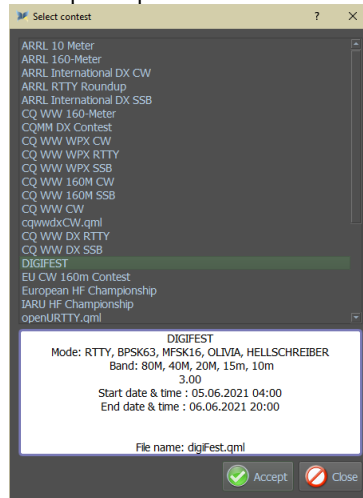 Select contest
?
X
ARRL 10 Meter
ARRL 160-Meter
ARRL International DX CW
ARRL RTTY Roundup
ARRL International DX SSB
CQ WW 160-Meter
CQMM DX Contest
CQ WW WPX CW
CQ WW WPX RTTY
CQ WW WPX SSB
CQ WW 160M CW
CQ WW 160M SSB
CQ WW CW
cqwwdxCW.qml
CQ WW DX RTTY
CQ WW DX SSB
DIGIFEST
EU CW 160m Contest
European HF Championship
IARU HF Championship
openURTTY.qml
DIGIFEST
Mode: RTTY, BPSK63, MFSK16, OLIVIA, HELLSCHREIBER
Band: 80M, 40M, 20M, 15m, 10m
3.00
Start date & time : 05.06.2021 04:00
End date & time : 06.06.2021 20:00
File name: digiFest.qml
Accept
Close